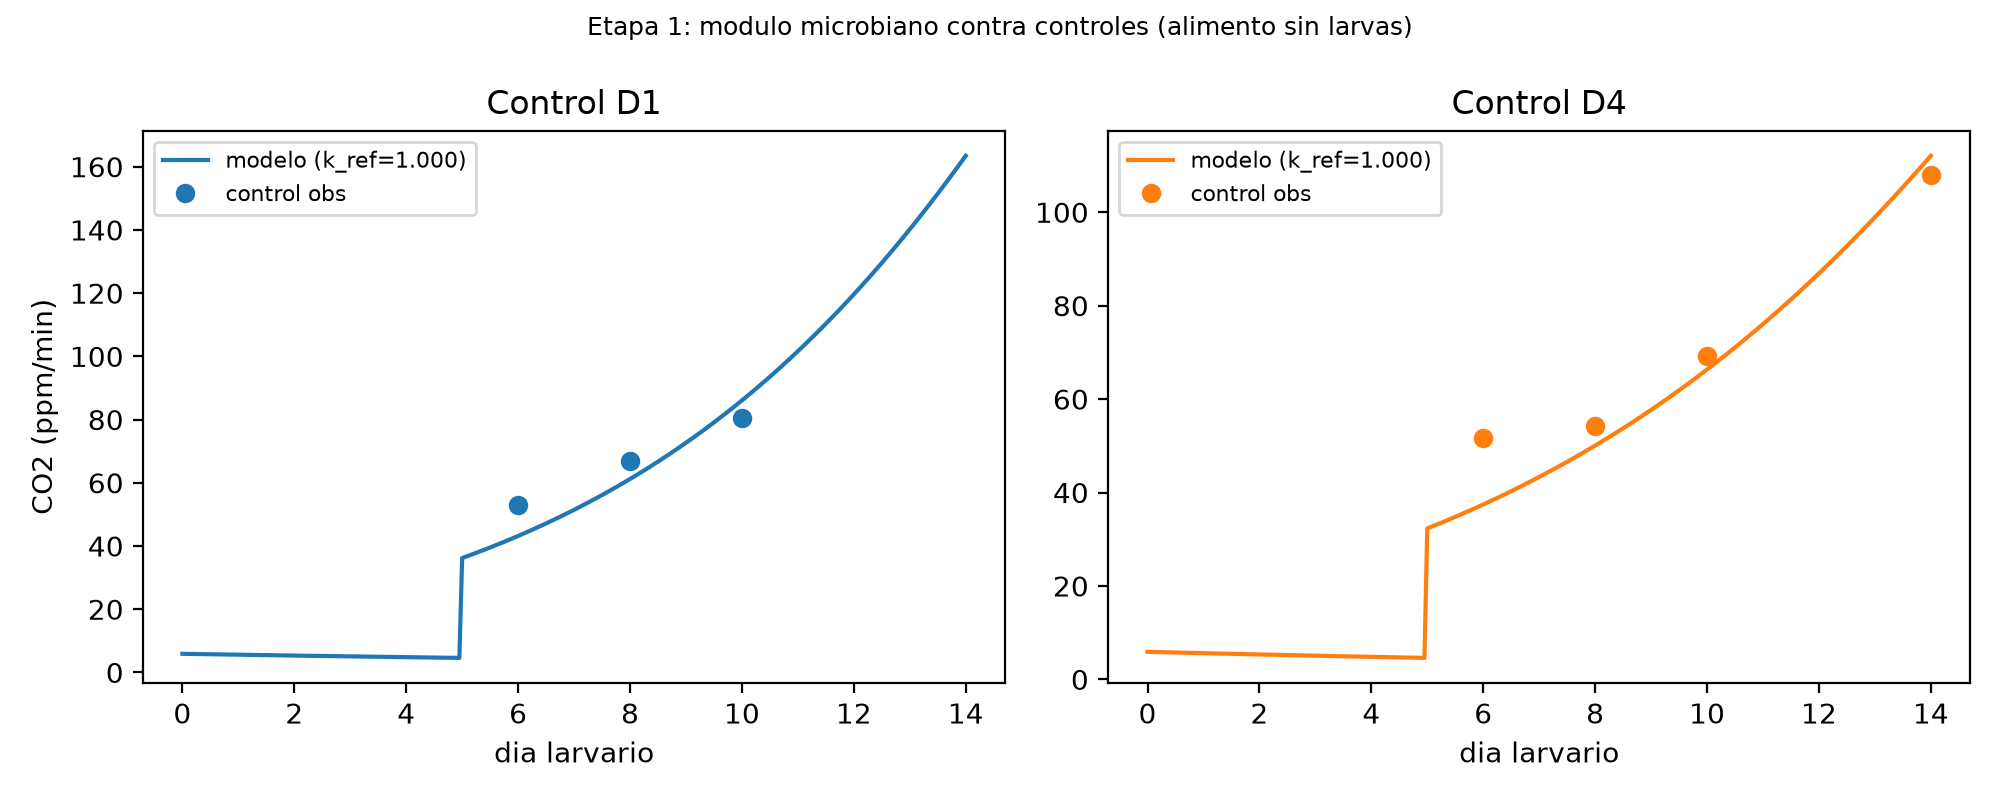 Etapa 1: modulo microbiano contra controles (alimento sin larvas)
Control D1
modelo (k_ref=1.000)
control obs
CO2 (ppm/min)
160
140
120
100
80
60
40
20
0
0 2 4 6 8 10 12 14
dia larvario
Control D4
modelo (k_ref=1.000)
control obs
100
80
60
40
20
0
0 2 4 6 8 10 12 14
dia larvario